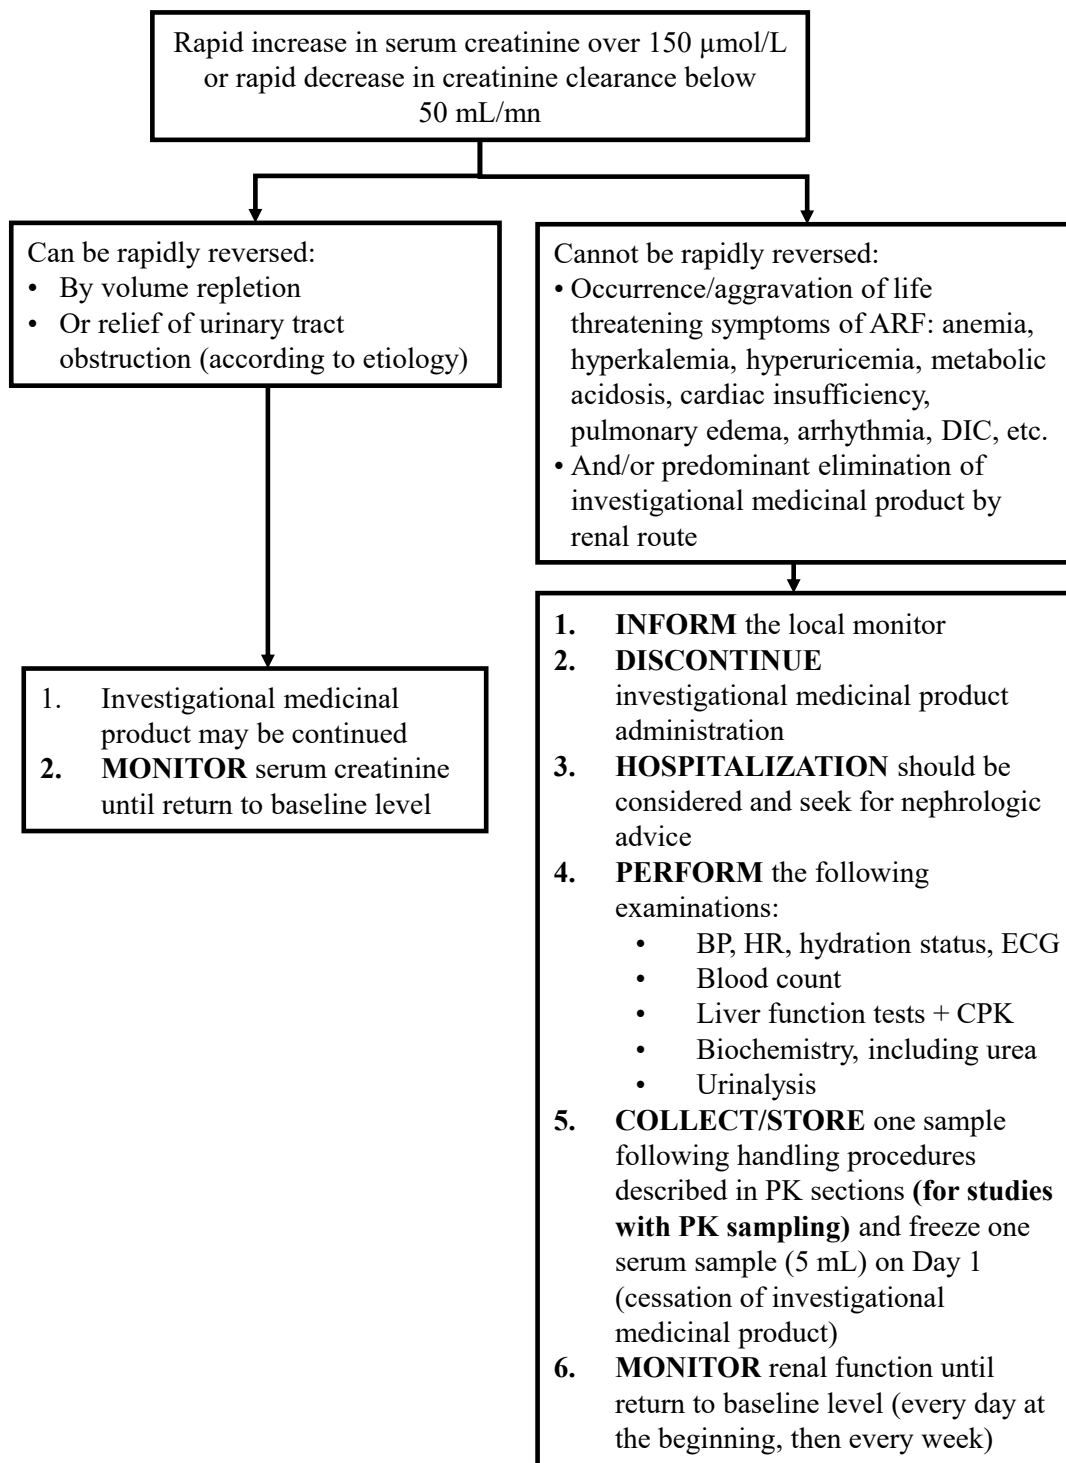 Rapid increase in serum creatinine over 150 µmol/L
or rapid decrease in creatinine clearance below
50 mL/mn
Can be rapidly reversed:
• By volume repletion
• Or relief of urinary tract
obstruction (according to etiology)
Cannot be rapidly reversed:
• Occurrence/aggravation of life
threatening symptoms of ARF: anemia,
hyperkalemia, hyperuricemia, metabolic
acidosis, cardiac insufficiency,
pulmonary edema, arrhythmia, DIC, etc.
• And/or predominant elimination of
investigational medicinal product by
renal route
1. Investigational medicinal
product may be continued
2. MONITOR serum creatinine
until return to baseline level
1. INFORM the local monitor
2. DISCONTINUE
investigational medicinal product
administration
3. HOSPITALIZATION should be
considered and seek for nephrologic
advice
4. PERFORM the following
examinations:
• BP, HR, hydration status, ECG
• Blood count
• Liver function tests + CPK
• Biochemistry, including urea
• Urinalysis
5. COLLECT/STORE one sample
following handling procedures
described in PK sections (for studies
with PK sampling) and freeze one
serum sample (5 mL) on Day 1
(cessation of investigational
medicinal product)
6. MONITOR renal function until
return to baseline level (every day at
the beginning, then every week)